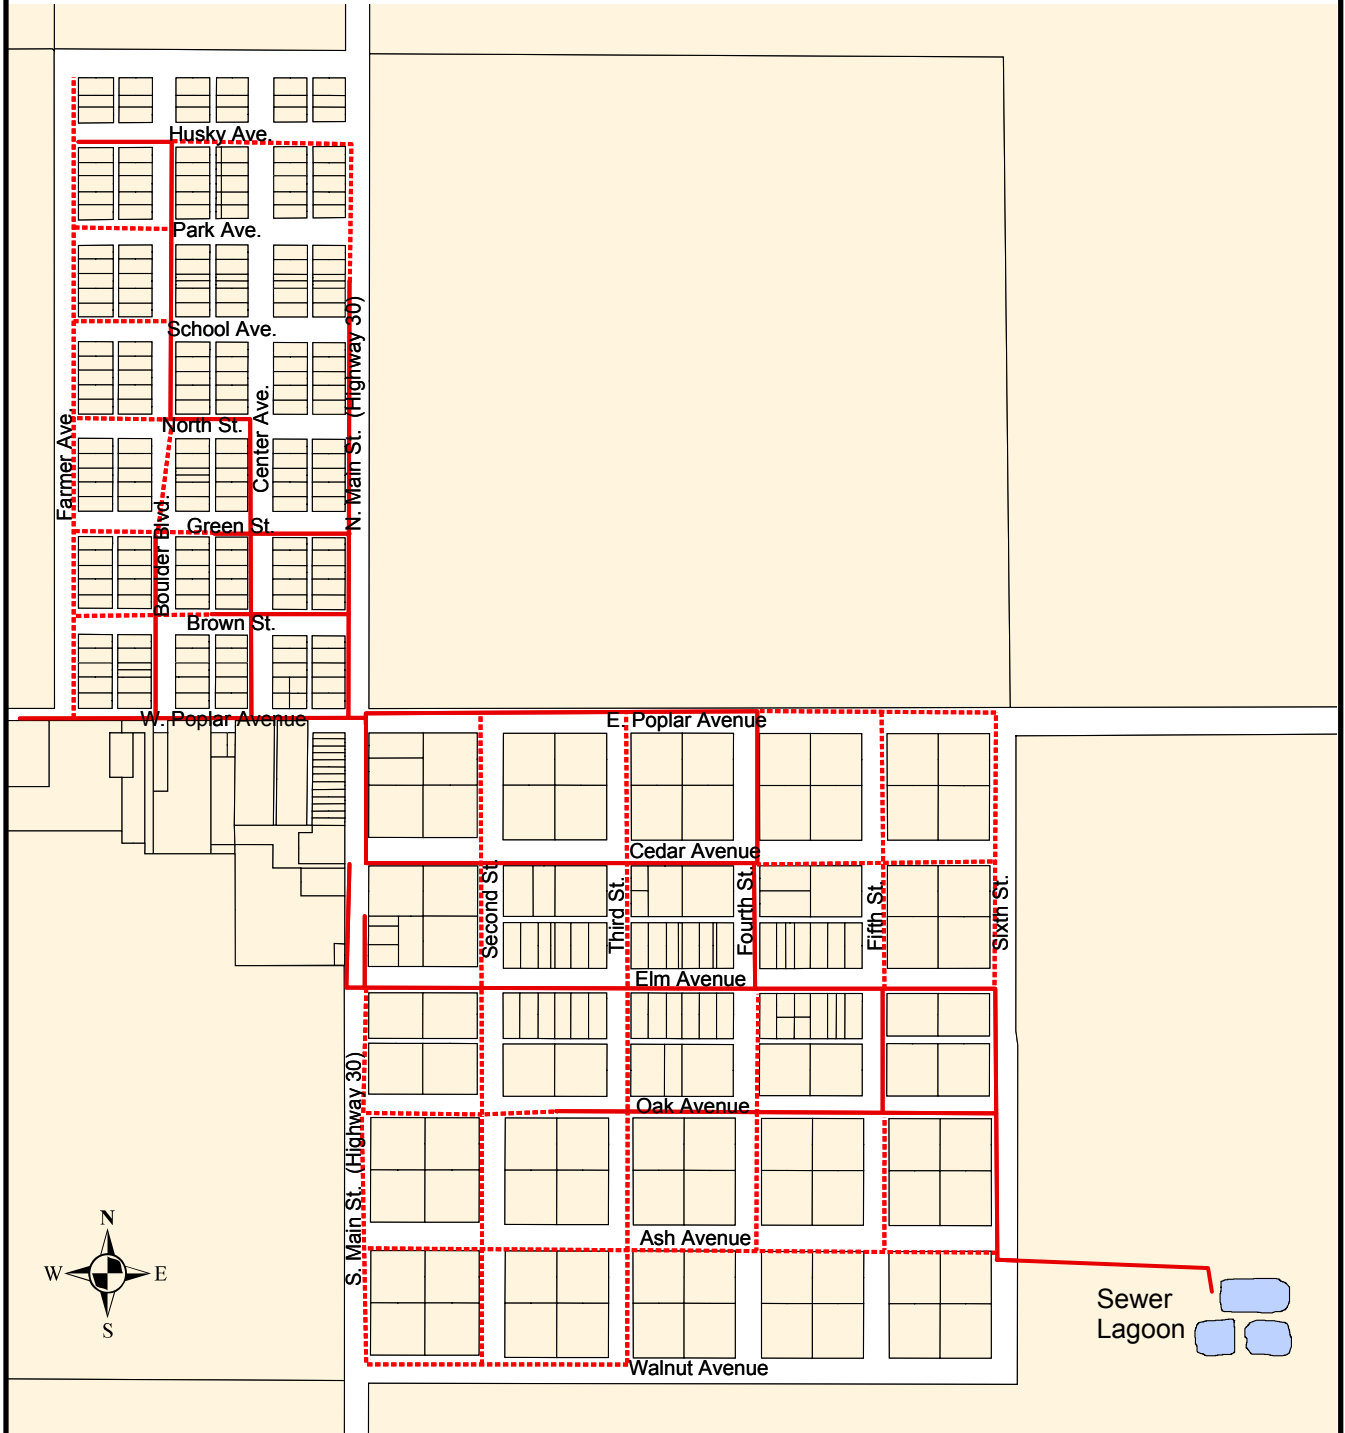 Husky Ave.
Park Ave.
School Ave.
N. Main St. (Highway 30)
Center Ave.
Farmer Ave.
North St.
Boulder Blvd.
Green St.
Brown St.
W. Poplar Avenue
E. Poplar Avenue
Cedar Avenue
Second St.
Third St.
Fourth St.
Fifth St.
Sixth St.
Elm Avenue
S. Main St. (Highway 30)
Oak Avenue
Ash Avenue
N
W E
S
Sewer
Lagoon
Walnut Avenue